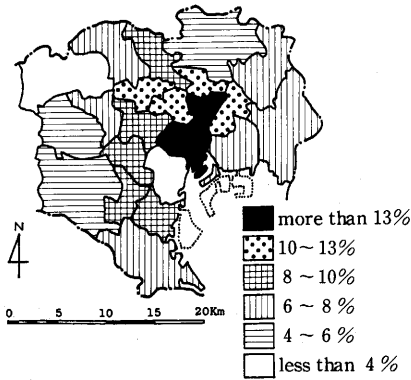 N
0 5 10 15 20Km
more than 13%
10 ~ 13%
8 ~ 10%
6 ~ 8%
4 ~ 6%
less than 4 %